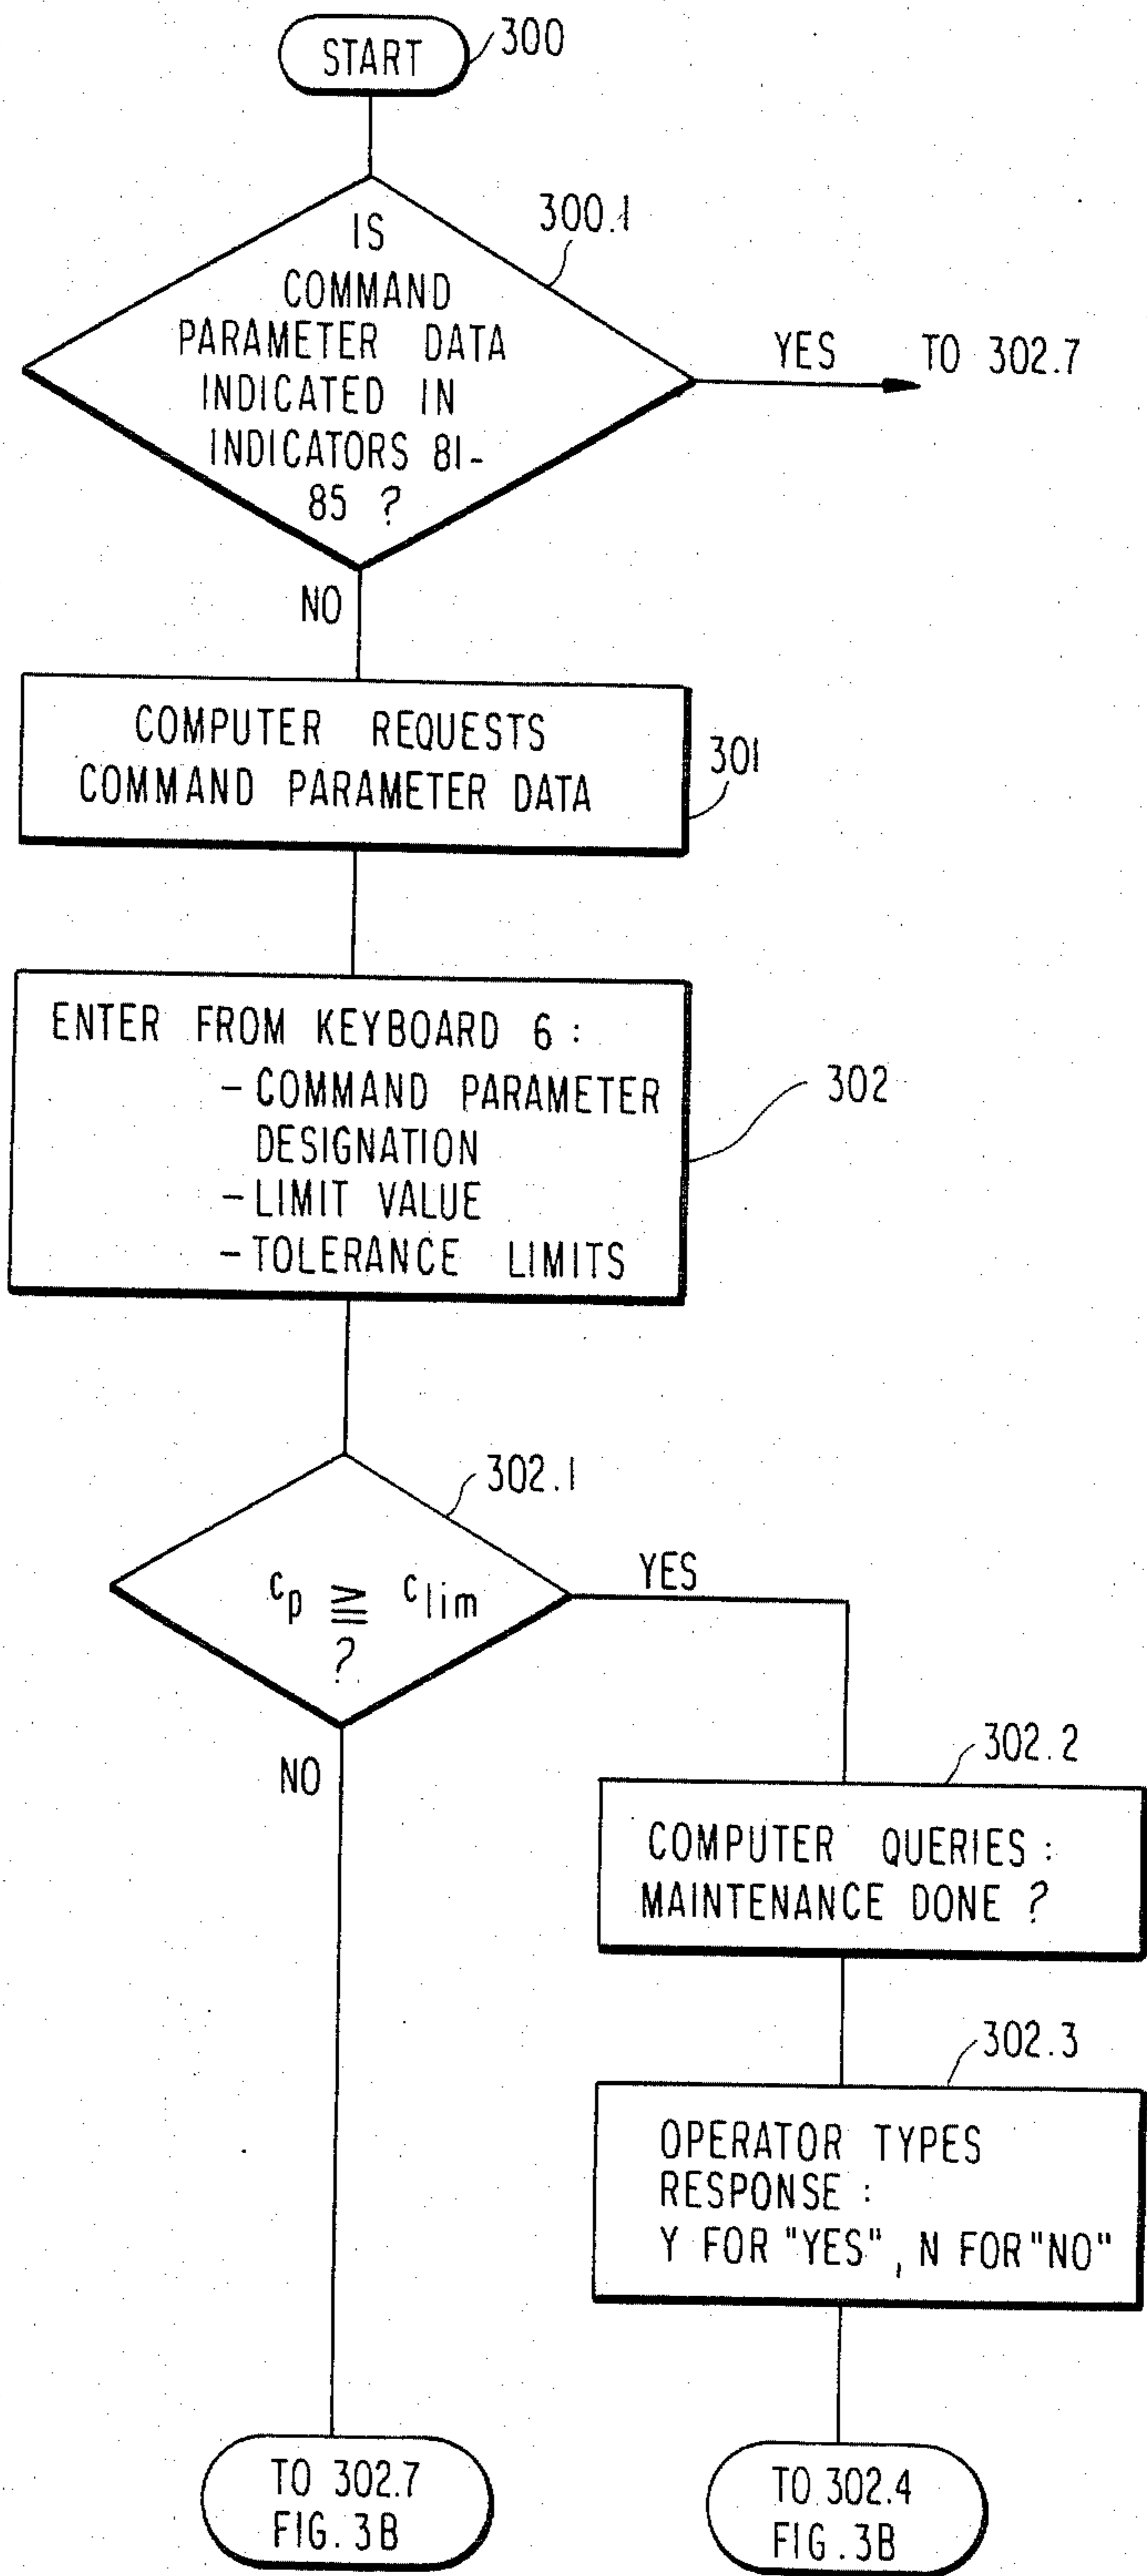 START
300
300.1
IS
COMMAND
PARAMETER DATA
INDICATED IN
INDICATORS 81-
85 ?
YES
TO 302.7
NO
COMPUTER REQUESTS
COMMAND PARAMETER DATA
301
ENTER FROM KEYBOARD 6 :
- COMMAND PARAMETER
DESIGNATION
- LIMIT VALUE
- TOLERANCE LIMITS
302
302.1
cp ≧ clim
?
YES
NO
302.2
COMPUTER QUERIES :
MAINTENANCE DONE ?
302.3
OPERATOR TYPES
RESPONSE :
Y FOR "YES", N FOR "NO"
TO 302.7
FIG. 3B
TO 302.4
FIG. 3B